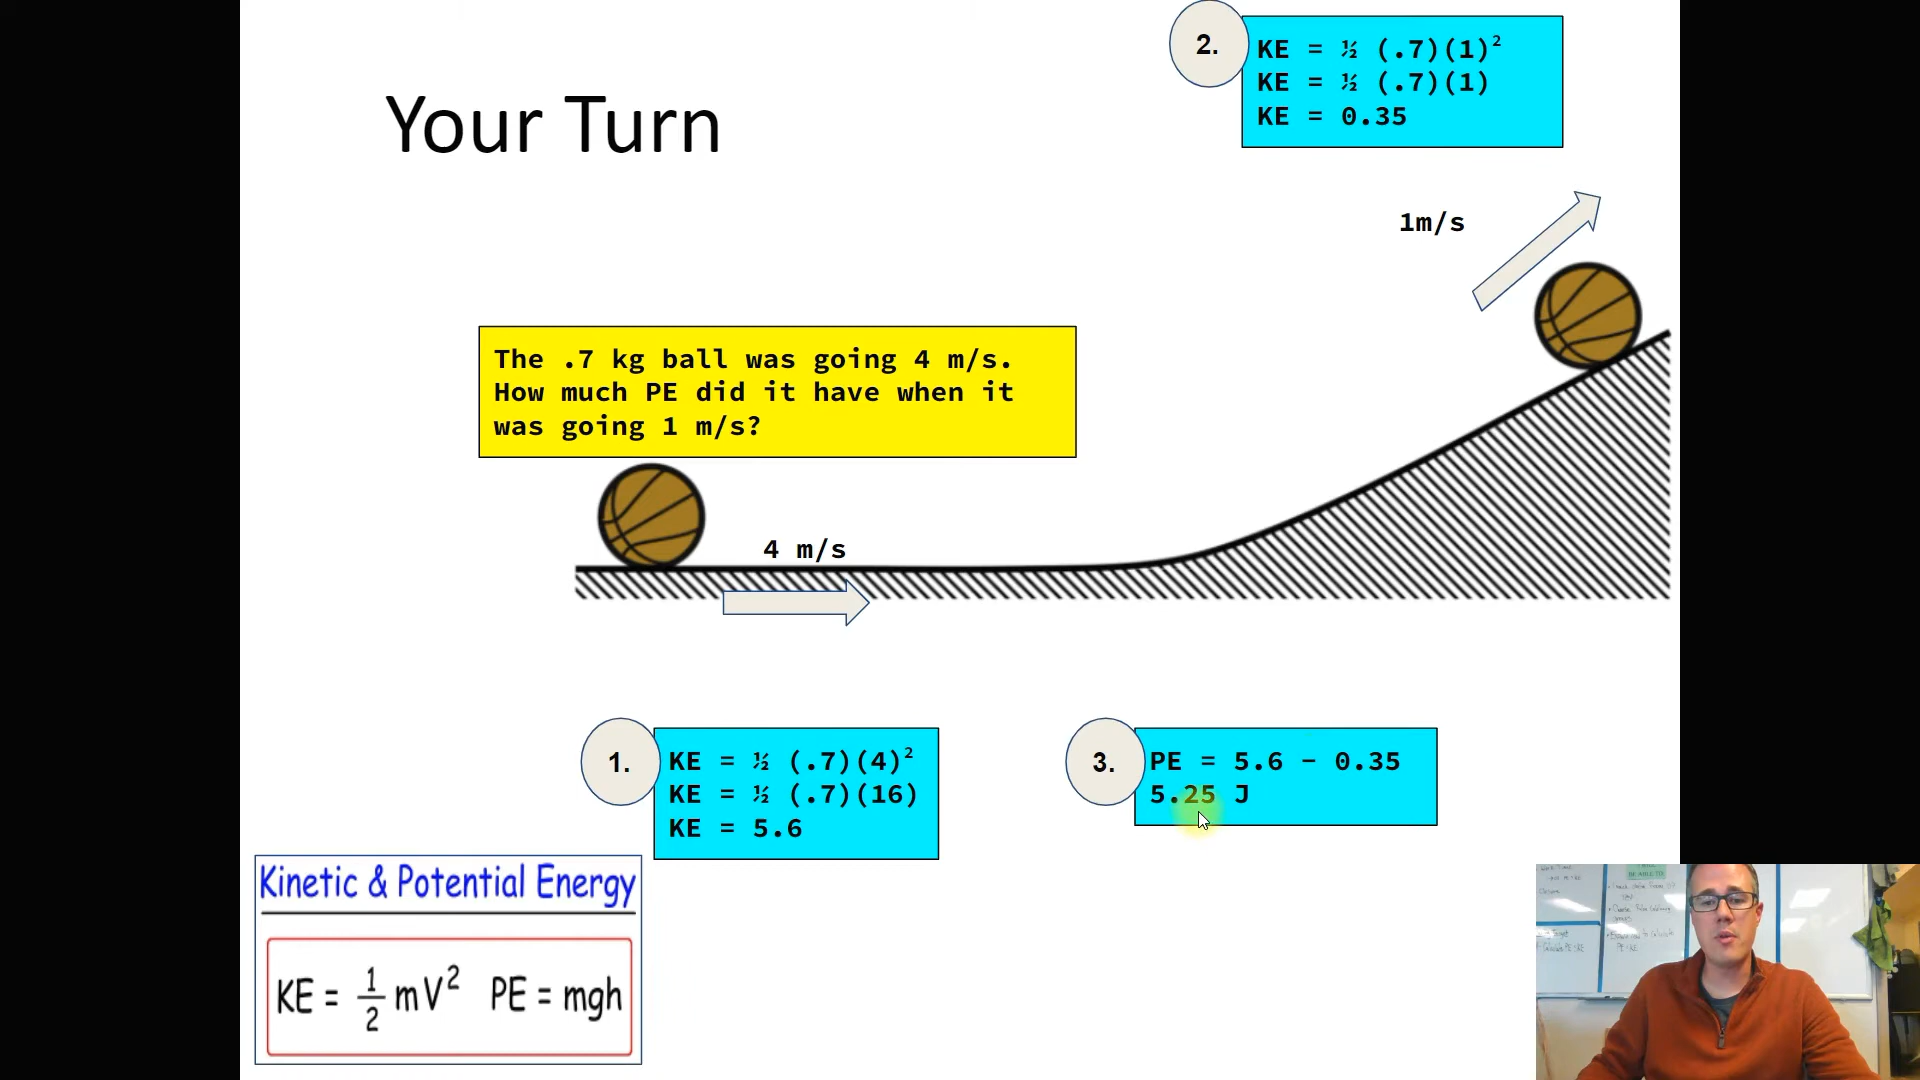 2.
KE = ½ (.7)(1)²
KE = ½ (.7)(1)
KE = 0.35
Your Turn
1m/s
The .7 kg ball was going 4 m/s.
How much PE did it have when it
was going 1 m/s?
4 m/s
1.
KE = ½ (.7)(4)²
KE = ½ (.7)(16)
KE = 5.6
3.
PE = 5.6 - 0.35
5.25 J
Kinetic & Potential Energy
KE = 1/2 mV² PE = mgh
BE ABLE TO